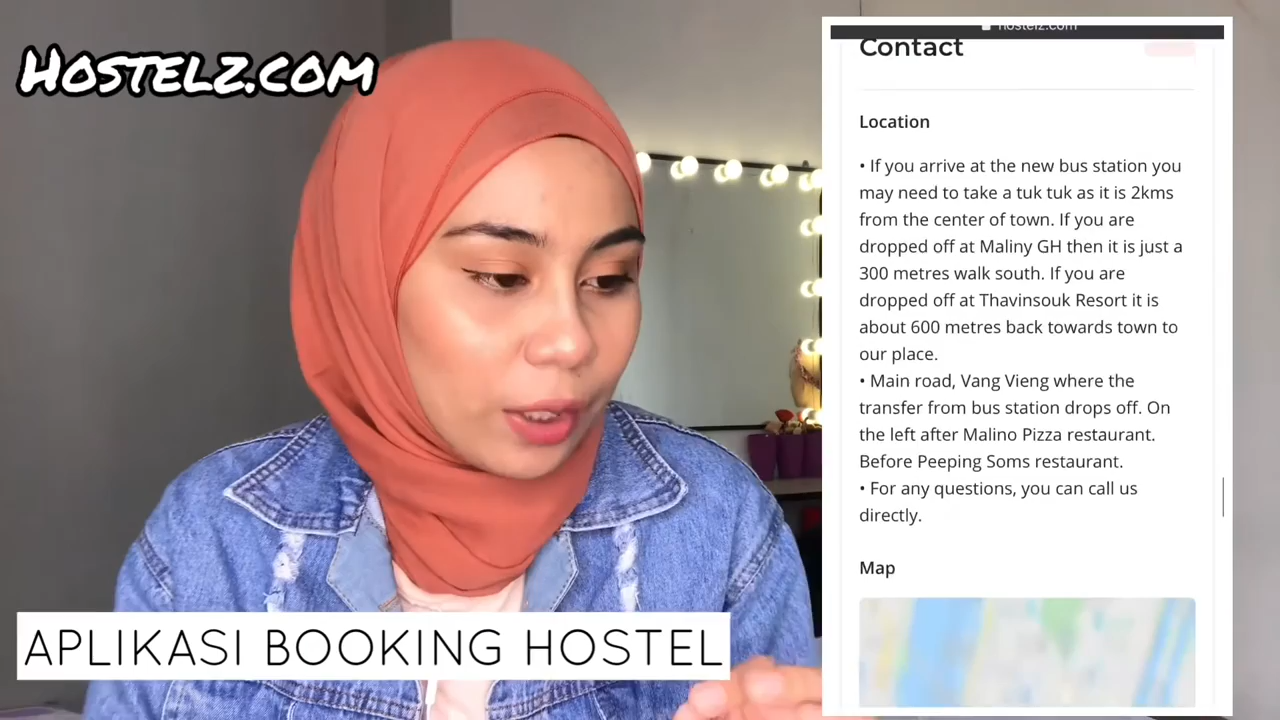 Hostelz.com
hostelz.com
Contact
Location
• If you arrive at the new bus station you
may need to take a tuk tuk as it is 2kms
from the center of town. If you are
dropped off at Maliny GH then it is just a
300 metres walk south. If you are
dropped off at Thavinsouk Resort it is
about 600 metres back towards town to
our place.
• Main road, Vang Vieng where the
transfer from bus station drops off. On
the left after Malino Pizza restaurant.
Before Peeping Soms restaurant.
• For any questions, you can call us
directly.
Map
APLIKASI BOOKING HOSTEL